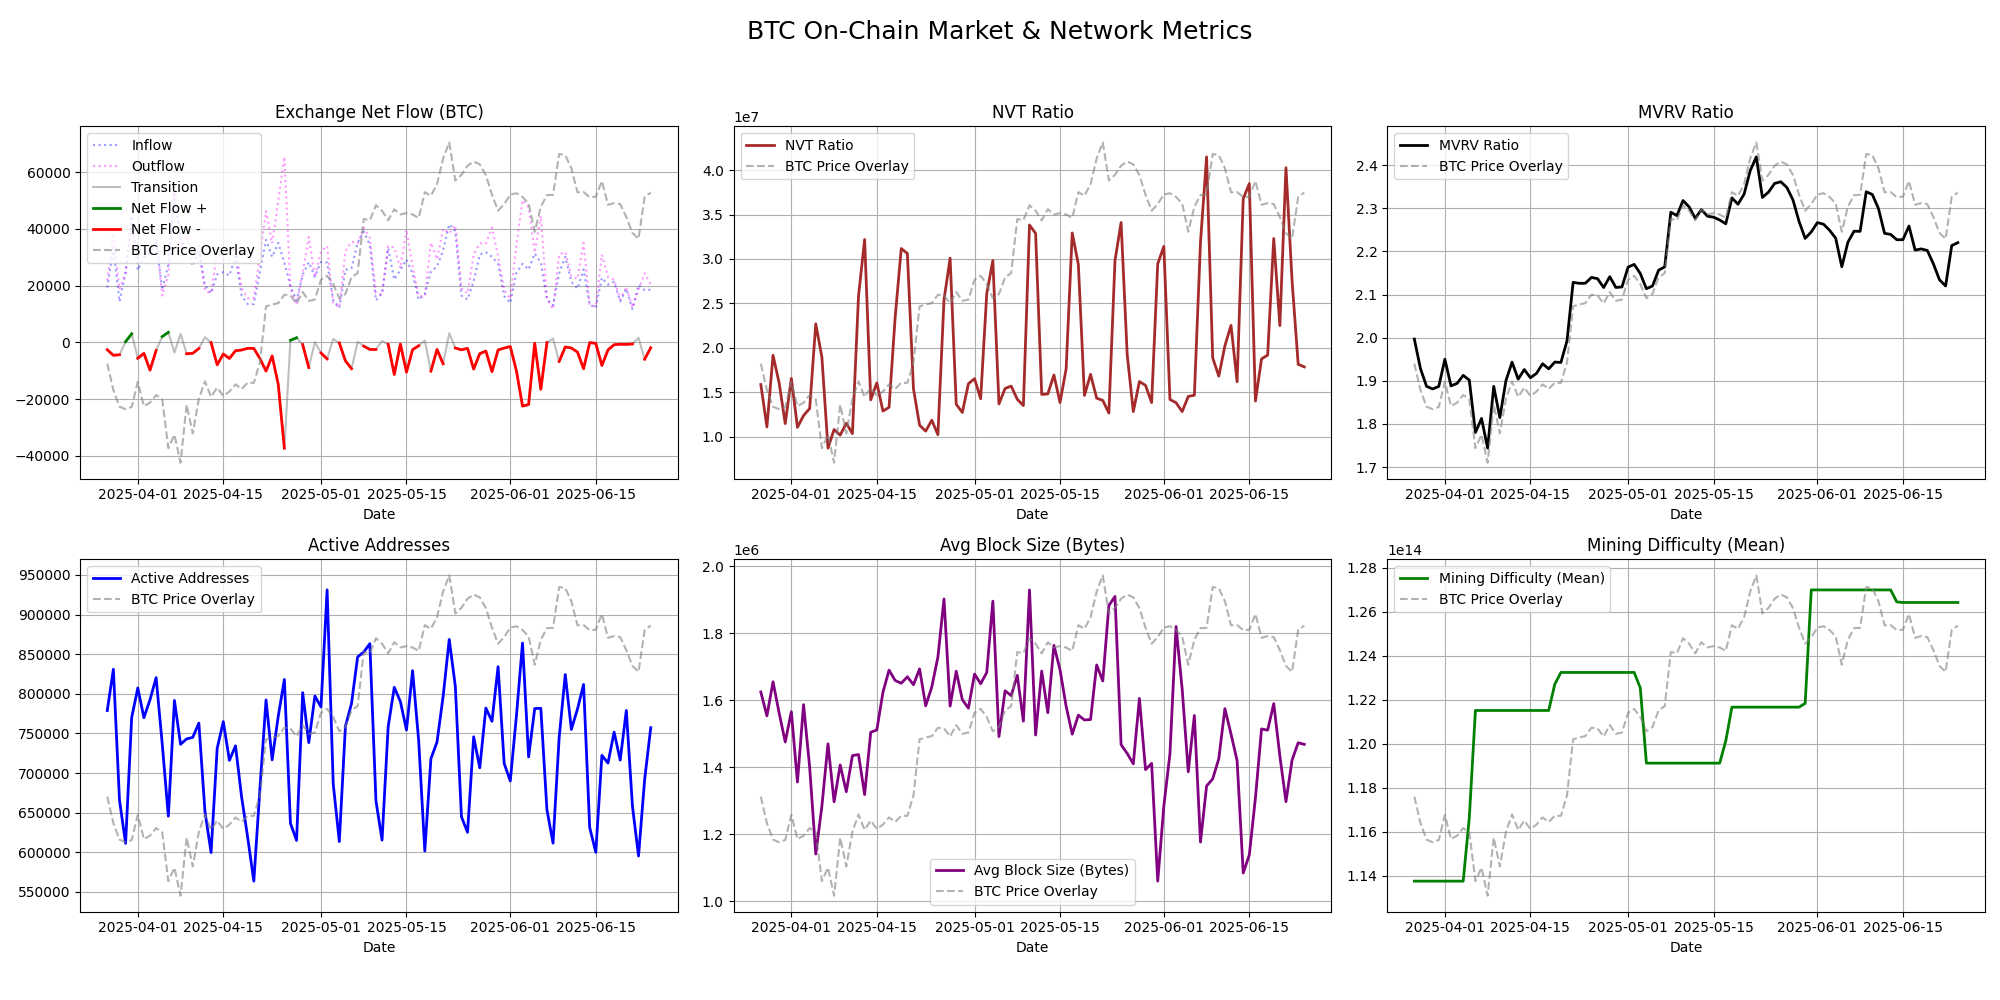 BTC On-Chain Market & Network Metrics
Exchange Net Flow (BTC)
Inflow
Outflow
Transition
Net Flow +
Net Flow -
BTC Price Overlay
60000
40000
20000
0
−20000
−40000
2025-04-01 2025-04-15 2025-05-01 2025-05-15 2025-06-01 2025-06-15
Date
NVT Ratio
1e7
NVT Ratio
BTC Price Overlay
4.0
3.5
3.0
2.5
2.0
1.5
1.0
2025-04-01 2025-04-15 2025-05-01 2025-05-15 2025-06-01 2025-06-15
Date
MVRV Ratio
MVRV Ratio
BTC Price Overlay
2.4
2.3
2.2
2.1
2.0
1.9
1.8
1.7
2025-04-01 2025-04-15 2025-05-01 2025-05-15 2025-06-01 2025-06-15
Date
Active Addresses
Active Addresses
BTC Price Overlay
950000
900000
850000
800000
750000
700000
650000
600000
550000
2025-04-01 2025-04-15 2025-05-01 2025-05-15 2025-06-01 2025-06-15
Date
Avg Block Size (Bytes)
1e6
2.0
1.8
1.6
1.4
1.2
1.0
Avg Block Size (Bytes)
BTC Price Overlay
2025-04-01 2025-04-15 2025-05-01 2025-05-15 2025-06-01 2025-06-15
Date
Mining Difficulty (Mean)
1e14
Mining Difficulty (Mean)
BTC Price Overlay
1.28
1.26
1.24
1.22
1.20
1.18
1.16
1.14
2025-04-01 2025-04-15 2025-05-01 2025-05-15 2025-06-01 2025-06-15
Date